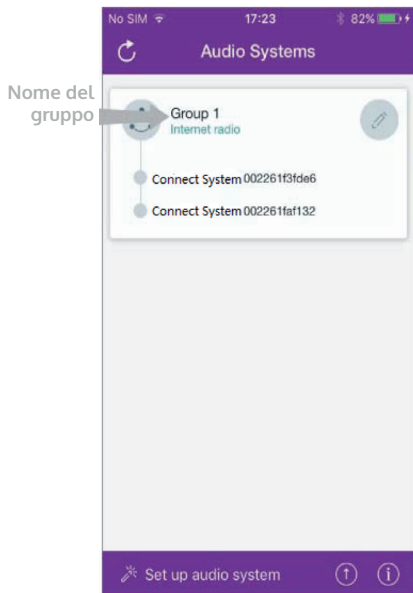 No SIM 17:23 82%
Audio Systems
Nome del
gruppo
Group 1
Internet radio
Connect System 002261f3fde6
Connect System 002261faf132
Set up audio system